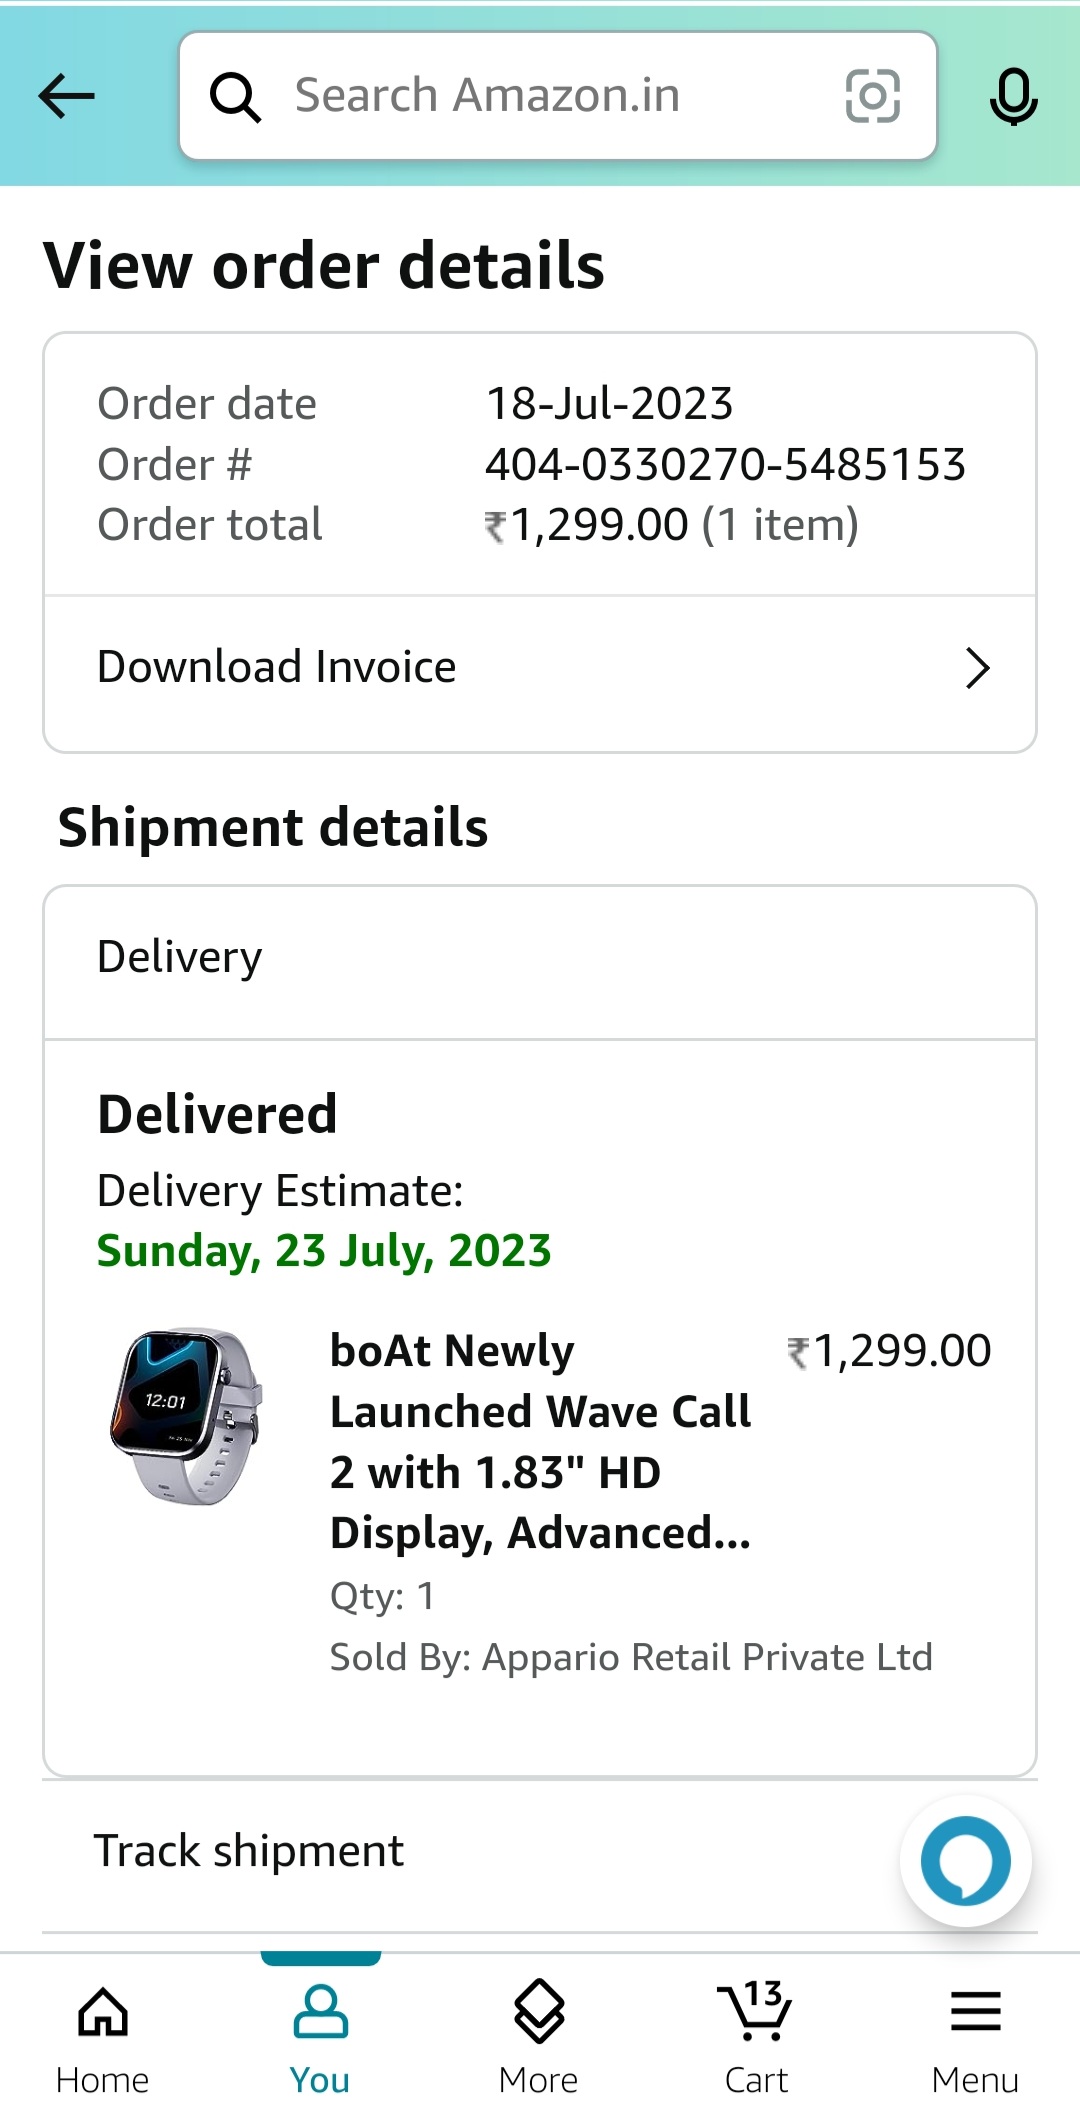 Search Amazon.in
View order details
Order date 18-Jul-2023
Order # 404-0330270-5485153
Order total ₹1,299.00 (1 item)
Download Invoice
Shipment details
Delivery
Delivered
Delivery Estimate:
Sunday, 23 July, 2023
12:01
boAt Newly ₹1,299.00
Launched Wave Call
2 with 1.83" HD
Display, Advanced...
Qty: 1
Sold By: Appario Retail Private Ltd
Track shipment
13
Home You More Cart Menu